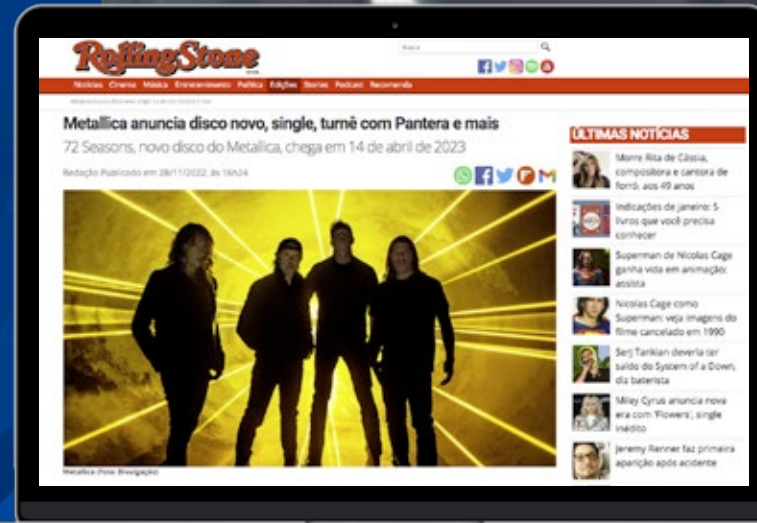 RollingStone
Busca
Notícias Cinema Música Entretenimento Política Edições Stories Podcast Recomenda
Metallica anuncia disco novo, single, turnê com Pantera e mais
72 Seasons, novo disco do Metallica, chega em 14 de abril de 2023
Redação Publicado em 28/11/2022, às 16h24
Metallica (Foto: Divulgação)
ÚLTIMAS NOTÍCIAS
Morre Rita de Cássia,
compositora e cantora de
forró, aos 49 anos
Indicações de janeiro: 5
livros que você precisa
conhecer
Superman de Nicolas Cage
ganha vida em animação;
assista
Nicolas Cage como
Superman: veja imagens do
filme cancelado em 1990
Serj Tankian deveria ter
saído do System of a Down,
diz baterista
Miley Cyrus anuncia nova
era com 'Flowers', single
inédito
Jeremy Renner faz primeira
aparição após acidente